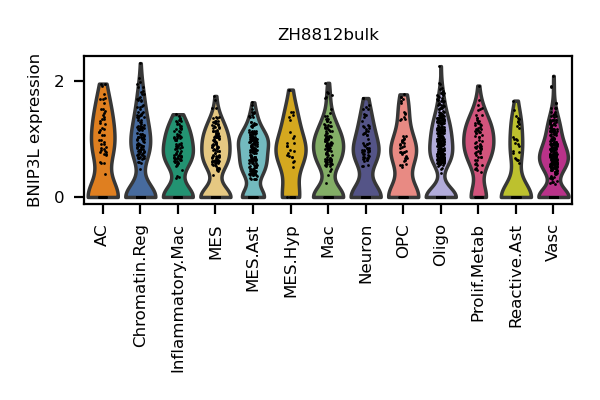 ZH8812bulk
BNIP3L expression
2
0
AC
Chromatin.Reg
Inflammatory.Mac
MES
MES.Ast
MES.Hyp
Mac
Neuron
OPC
Oligo
Prolif.Metab
Reactive.Ast
Vasc